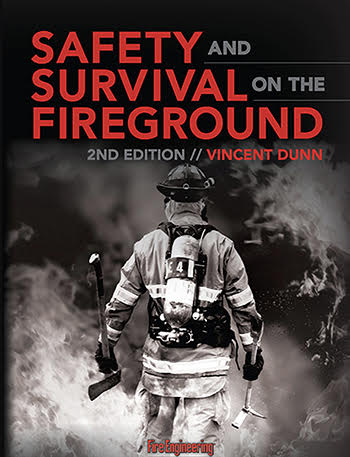 SAFETY AND
SURVIVAL ON THE
FIREGROUND
2ND EDITION // VINCENT DUNN
4
Fire Engineering